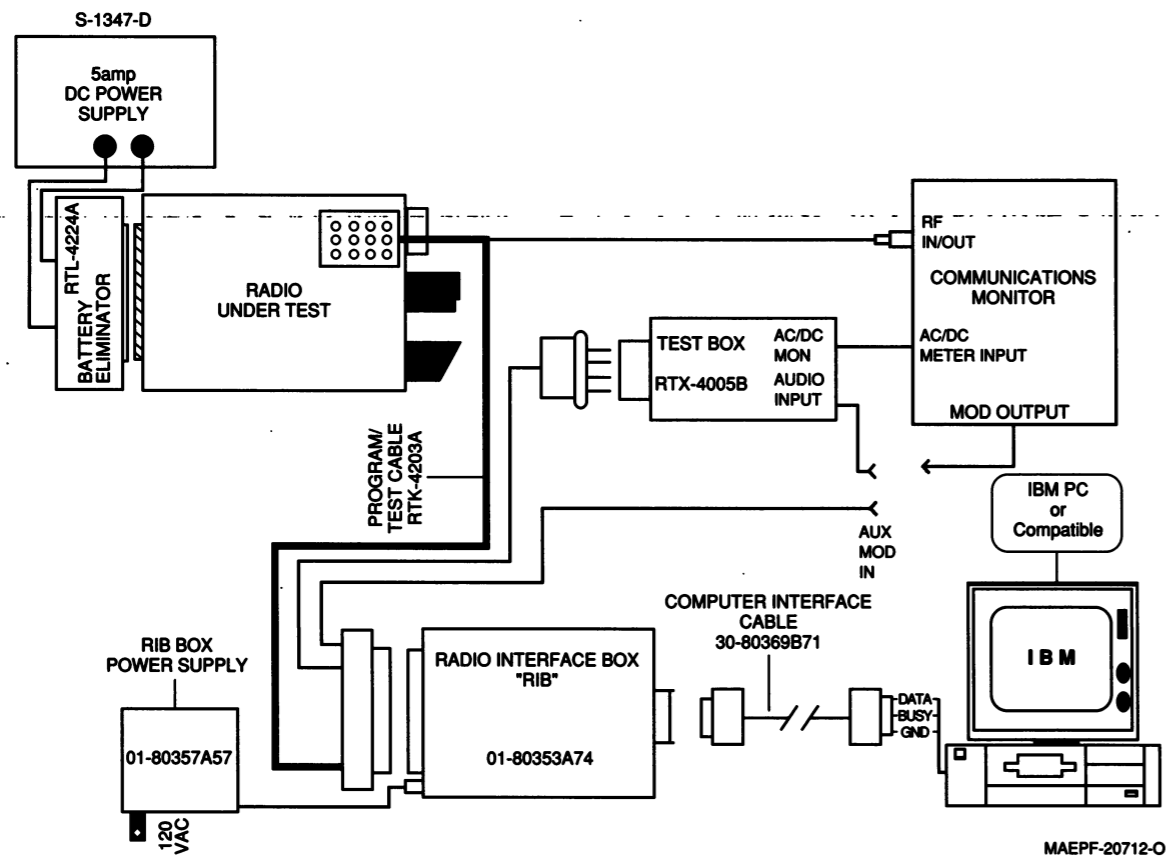 S-1347-D
5amp
DC POWER
SUPPLY
BATTERY RTL-4224A
ELIMINATOR
RADIO
UNDER TEST
RF
IN/OUT
COMMUNICATIONS
MONITOR
AC/DC
METER INPUT
MOD OUTPUT
TEST BOX
RTX-4005B
AC/DC
MON
AUDIO
INPUT
PROGRAM/
TEST CABLE
RTK-4203A
AUX
MOD
IN
IBM PC
or
Compatible
IBM
COMPUTER INTERFACE
CABLE
30-80369B71
DATA
BUSY
GND
RIB BOX
POWER SUPPLY
01-80357A57
120
VAC
RADIO INTERFACE BOX
"RIB"
01-80353A74
MAEPF-20712-O